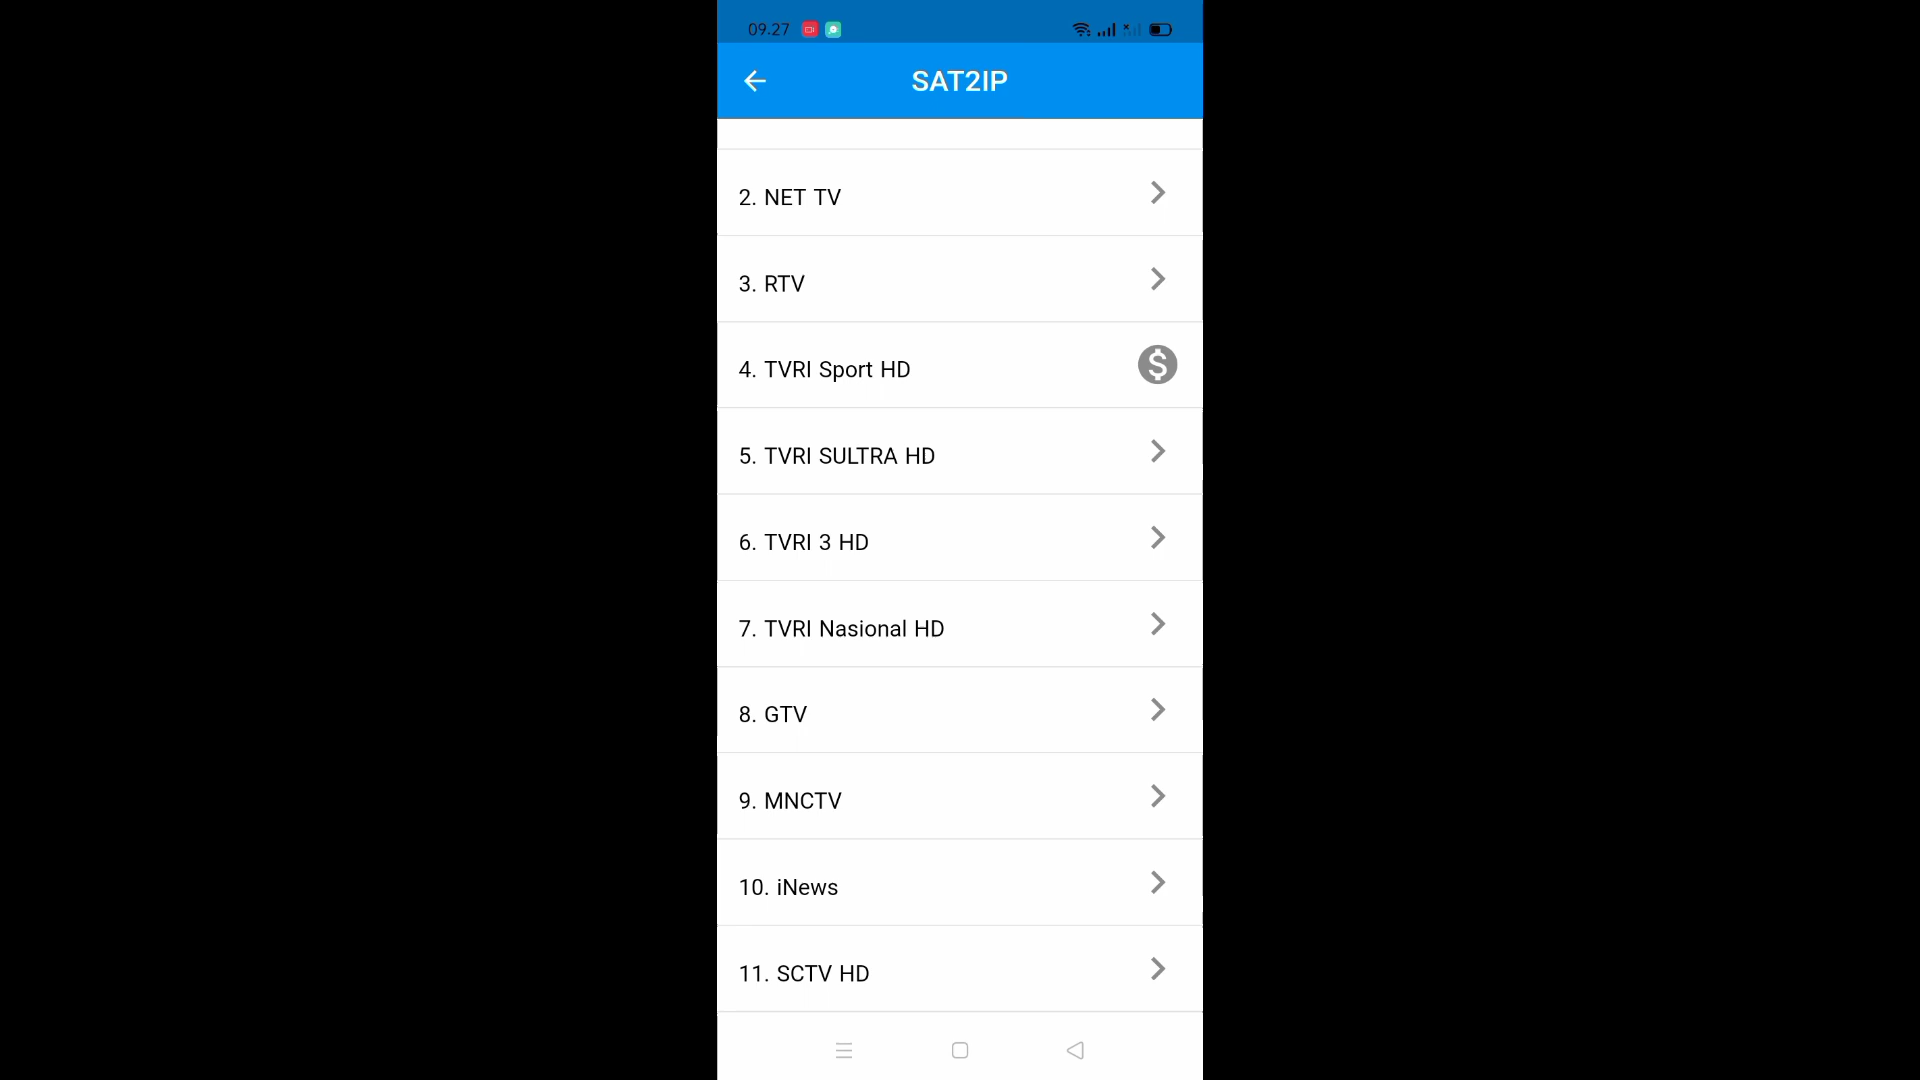 09.27
SAT2IP
2. NET TV
3. RTV
4. TVRI Sport HD
5. TVRI SULTRA HD
6. TVRI 3 HD
7. TVRI Nasional HD
8. GTV
9. MNCTV
10. iNews
11. SCTV HD